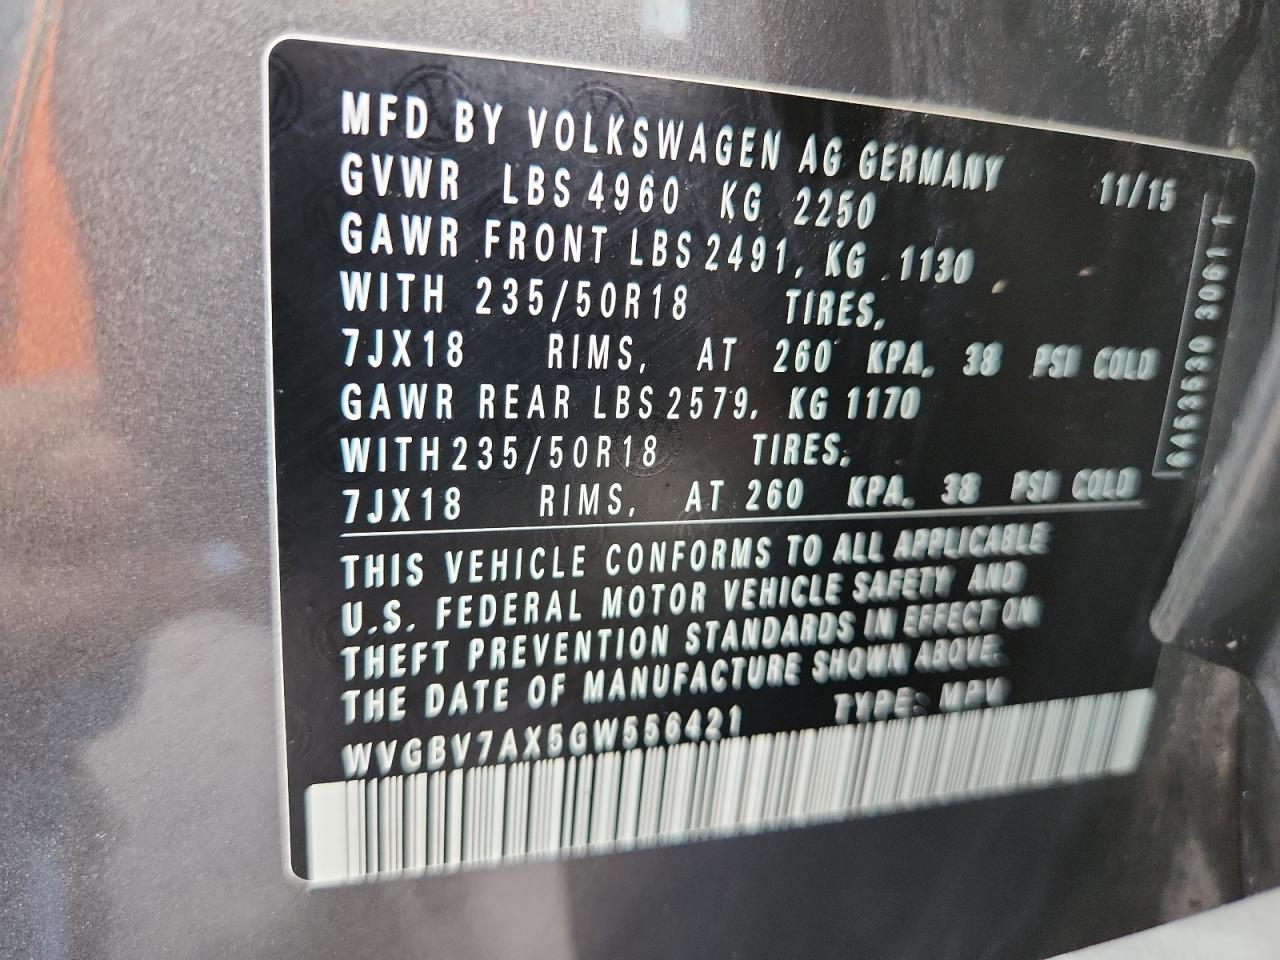 MFD BY VOLKSWAGEN AG GERMANY 11/15
GVWR LBS 4960 KG 2250
GAWR FRONT LBS 2491, KG 1130
WITH 235/50R18 TIRES,
7JX18 RIMS, AT 260 KPA, 38 PSI COLD
GAWR REAR LBS 2579, KG 1170
WITH 235/50R18 TIRES,
7JX18 RIMS, AT 260 KPA, 38 PSI COLD
THIS VEHICLE CONFORMS TO ALL APPLICABLE
U.S. FEDERAL MOTOR VEHICLE SAFETY AND
THEFT PREVENTION STANDARDS IN EFFECT ON
THE DATE OF MANUFACTURE SHOWN ABOVE.
WVGBV7AX5GW556421 TYPE: MPV